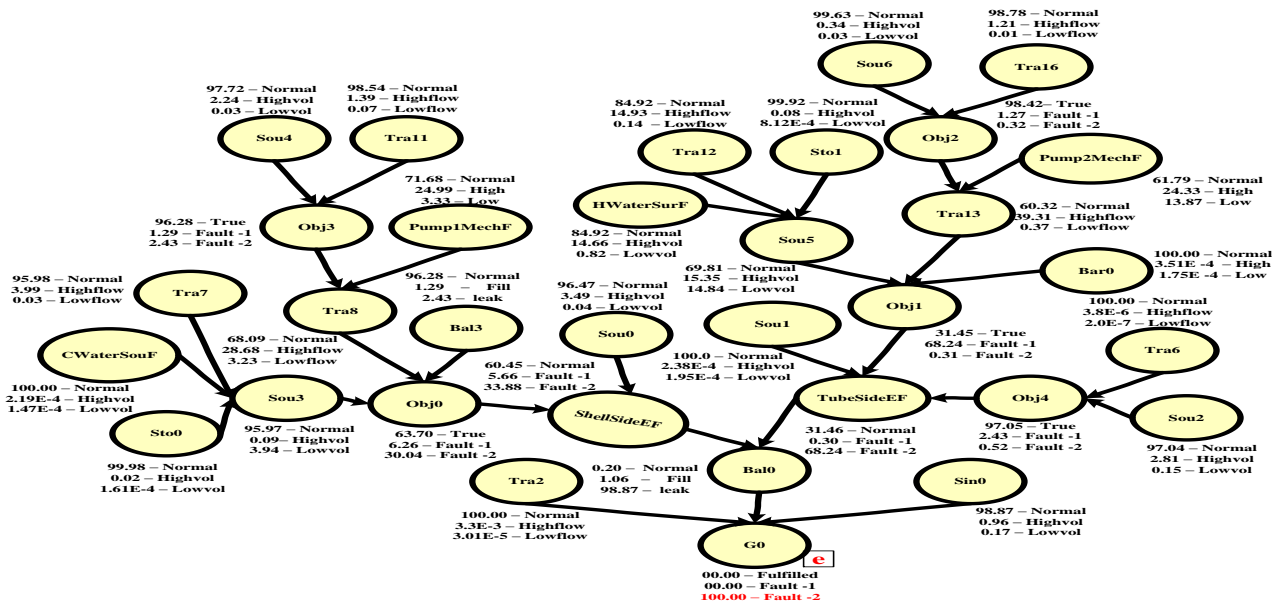 99.63 – Normal
0.34 – Highvol
0.03 – Lowvol
Sou6
98.78 – Normal
1.21 – Highflow
0.01 – Lowflow
Tra16
97.72 – Normal
2.24 – Highvol
0.03 – Lowvol
Sou4
98.54 – Normal
1.39 – Highflow
0.07 – Lowflow
Tra11
84.92 – Normal
14.93 – Highflow
0.14 – Lowflow
Tra12
99.92 – Normal
0.08 – Highvol
8.12E-4 – Lowvol
Sto1
98.42– True
1.27 – Fault -1
0.32 – Fault -2
Obj2
Pump2MechF
61.79 – Normal
24.33 – High
13.87 – Low
71.68 – Normal
24.99 – High
3.33 – Low
Pump1MechF
96.28 – True
1.29 – Fault -1
2.43 – Fault -2
Obj3
HWaterSurF
84.92 – Normal
14.66 – Highvol
0.82 – Lowvol
Sou5
69.81 – Normal
15.35 – Highvol
14.84 – Lowvol
Tra13
60.32 – Normal
39.31 – Highflow
0.37 – Lowflow
Bar0
100.00 – Normal
3.51E -4 – High
1.75E -4 – Low
95.98 – Normal
3.99 – Highflow
0.03 – Lowflow
Tra7
Tra8
68.09 – Normal
28.68 – Highflow
3.23 – Lowflow
96.28 – Normal
1.29 – Fill
2.43 – leak
Bal3
96.47 – Normal
3.49 – Highvol
0.04 – Lowvol
Sou0
Sou1
100.0 – Normal
2.38E-4 – Highvol
1.95E-4 – Lowvol
Obj1
31.45 – True
68.24 – Fault -1
0.31 – Fault -2
100.00 – Normal
3.8E-6 – Highflow
2.0E-7 – Lowflow
Tra6
CWaterSouF
100.00 – Normal
2.19E-4 – Highvol
1.47E-4 – Lowvol
Sou3
95.97 – Normal
0.09– Highvol
3.94 – Lowvol
Obj0
63.70 – True
6.26 – Fault -1
30.04 – Fault -2
60.45 – Normal
5.66 – Fault -1
33.88 – Fault -2
ShellSideEF
TubeSideEF
31.46 – Normal
0.30 – Fault -1
68.24 – Fault -2
Obj4
97.05– True
2.43 – Fault -1
0.52 – Fault -2
Sou2
97.04 – Normal
2.81 – Highvol
0.15 – Lowvol
Sto0
99.98 – Normal
0.02 – Highvol
1.61E-4 – Lowvol
0.20 – Normal
1.06 – Fill
98.87 – leak
Bal0
Tra2
100.00 – Normal
3.3E-3 – Highflow
3.01E-5 – Lowflow
Sin0
98.87 – Normal
0.96 – Highvol
0.17 – Lowvol
G0
e
00.00 – Fulfilled
00.00 – Fault -1
100.00 – Fault -2